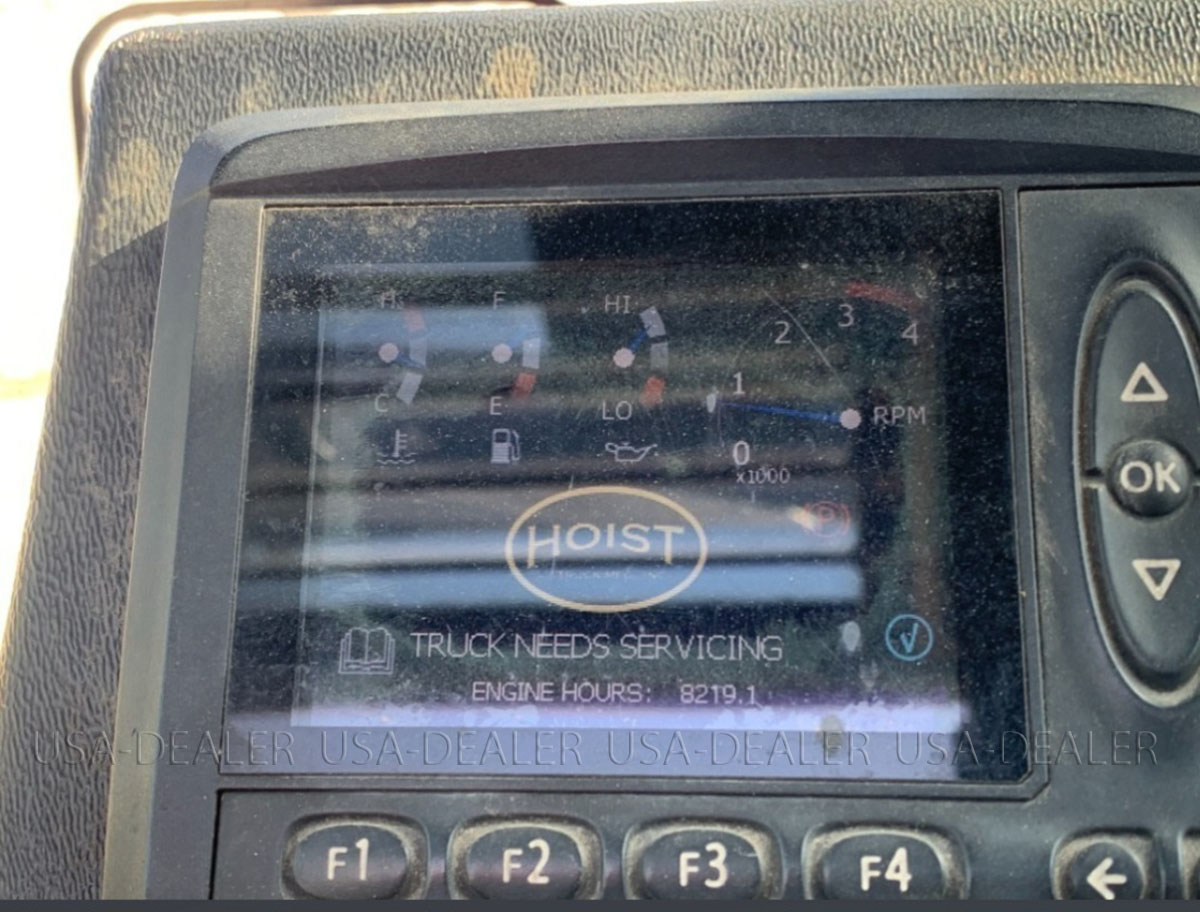 H F HI 2 3 4
C E LO 1 RPM
0
x1000
HOIST
TRUCK NEEDS SERVICING
ENGINE HOURS: 8219.1
USA-DEALER USA-DEALER USA-DEALER USA-DEALER
OK
F1 F2 F3 F4